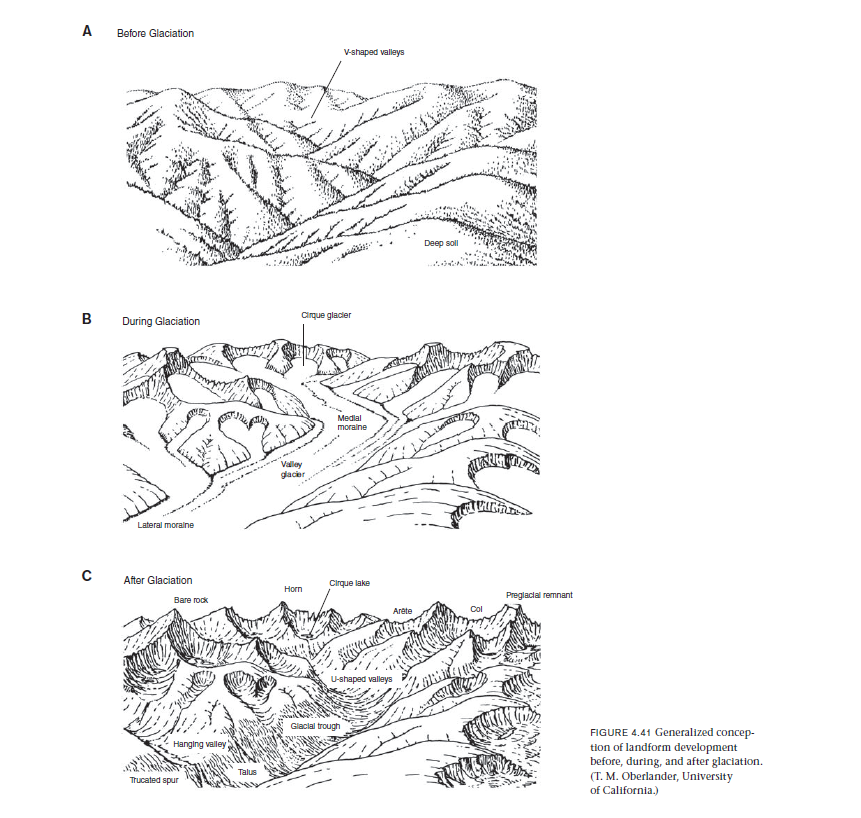 A Before Glaciation
V-shaped valleys
Deep soil
B During Glaciation
Cirque glacier
Medial
moraine
Valley
glacier
Lateral moraine
C After Glaciation
Bare rock
Horn
Cirque lake
Arête
Col
Preglacial remnant
U-shaped valleys
Glacial trough
Hanging valley
Talus
Trucated spur
FIGURE 4.41 Generalized concep-
tion of landform development
before, during, and after glaciation.
(T. M. Oberlander, University
of California.)